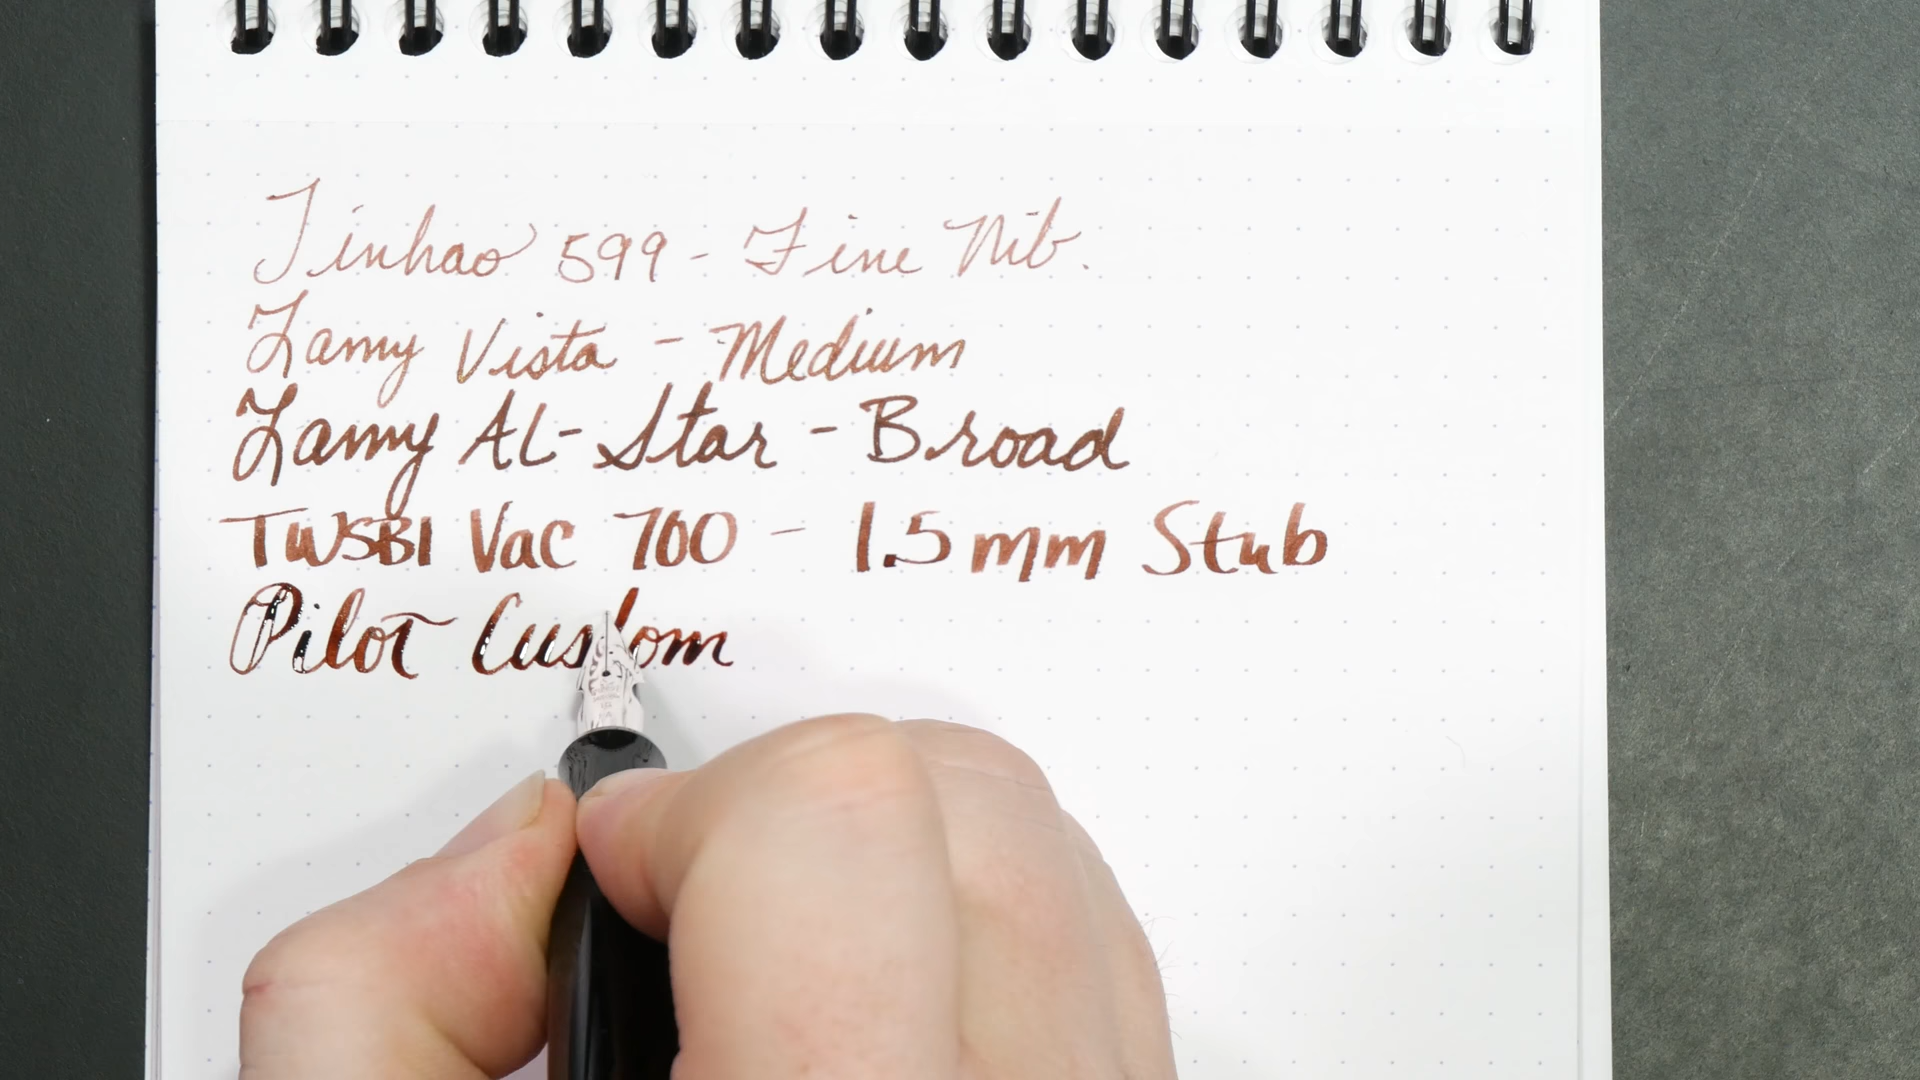 Jinhao 599 - Fine Nib.
Lamy Vista - Medium
Lamy AL-Star - Broad
TWSBI Vac 700 - 1.5mm Stub
Pilot Custom